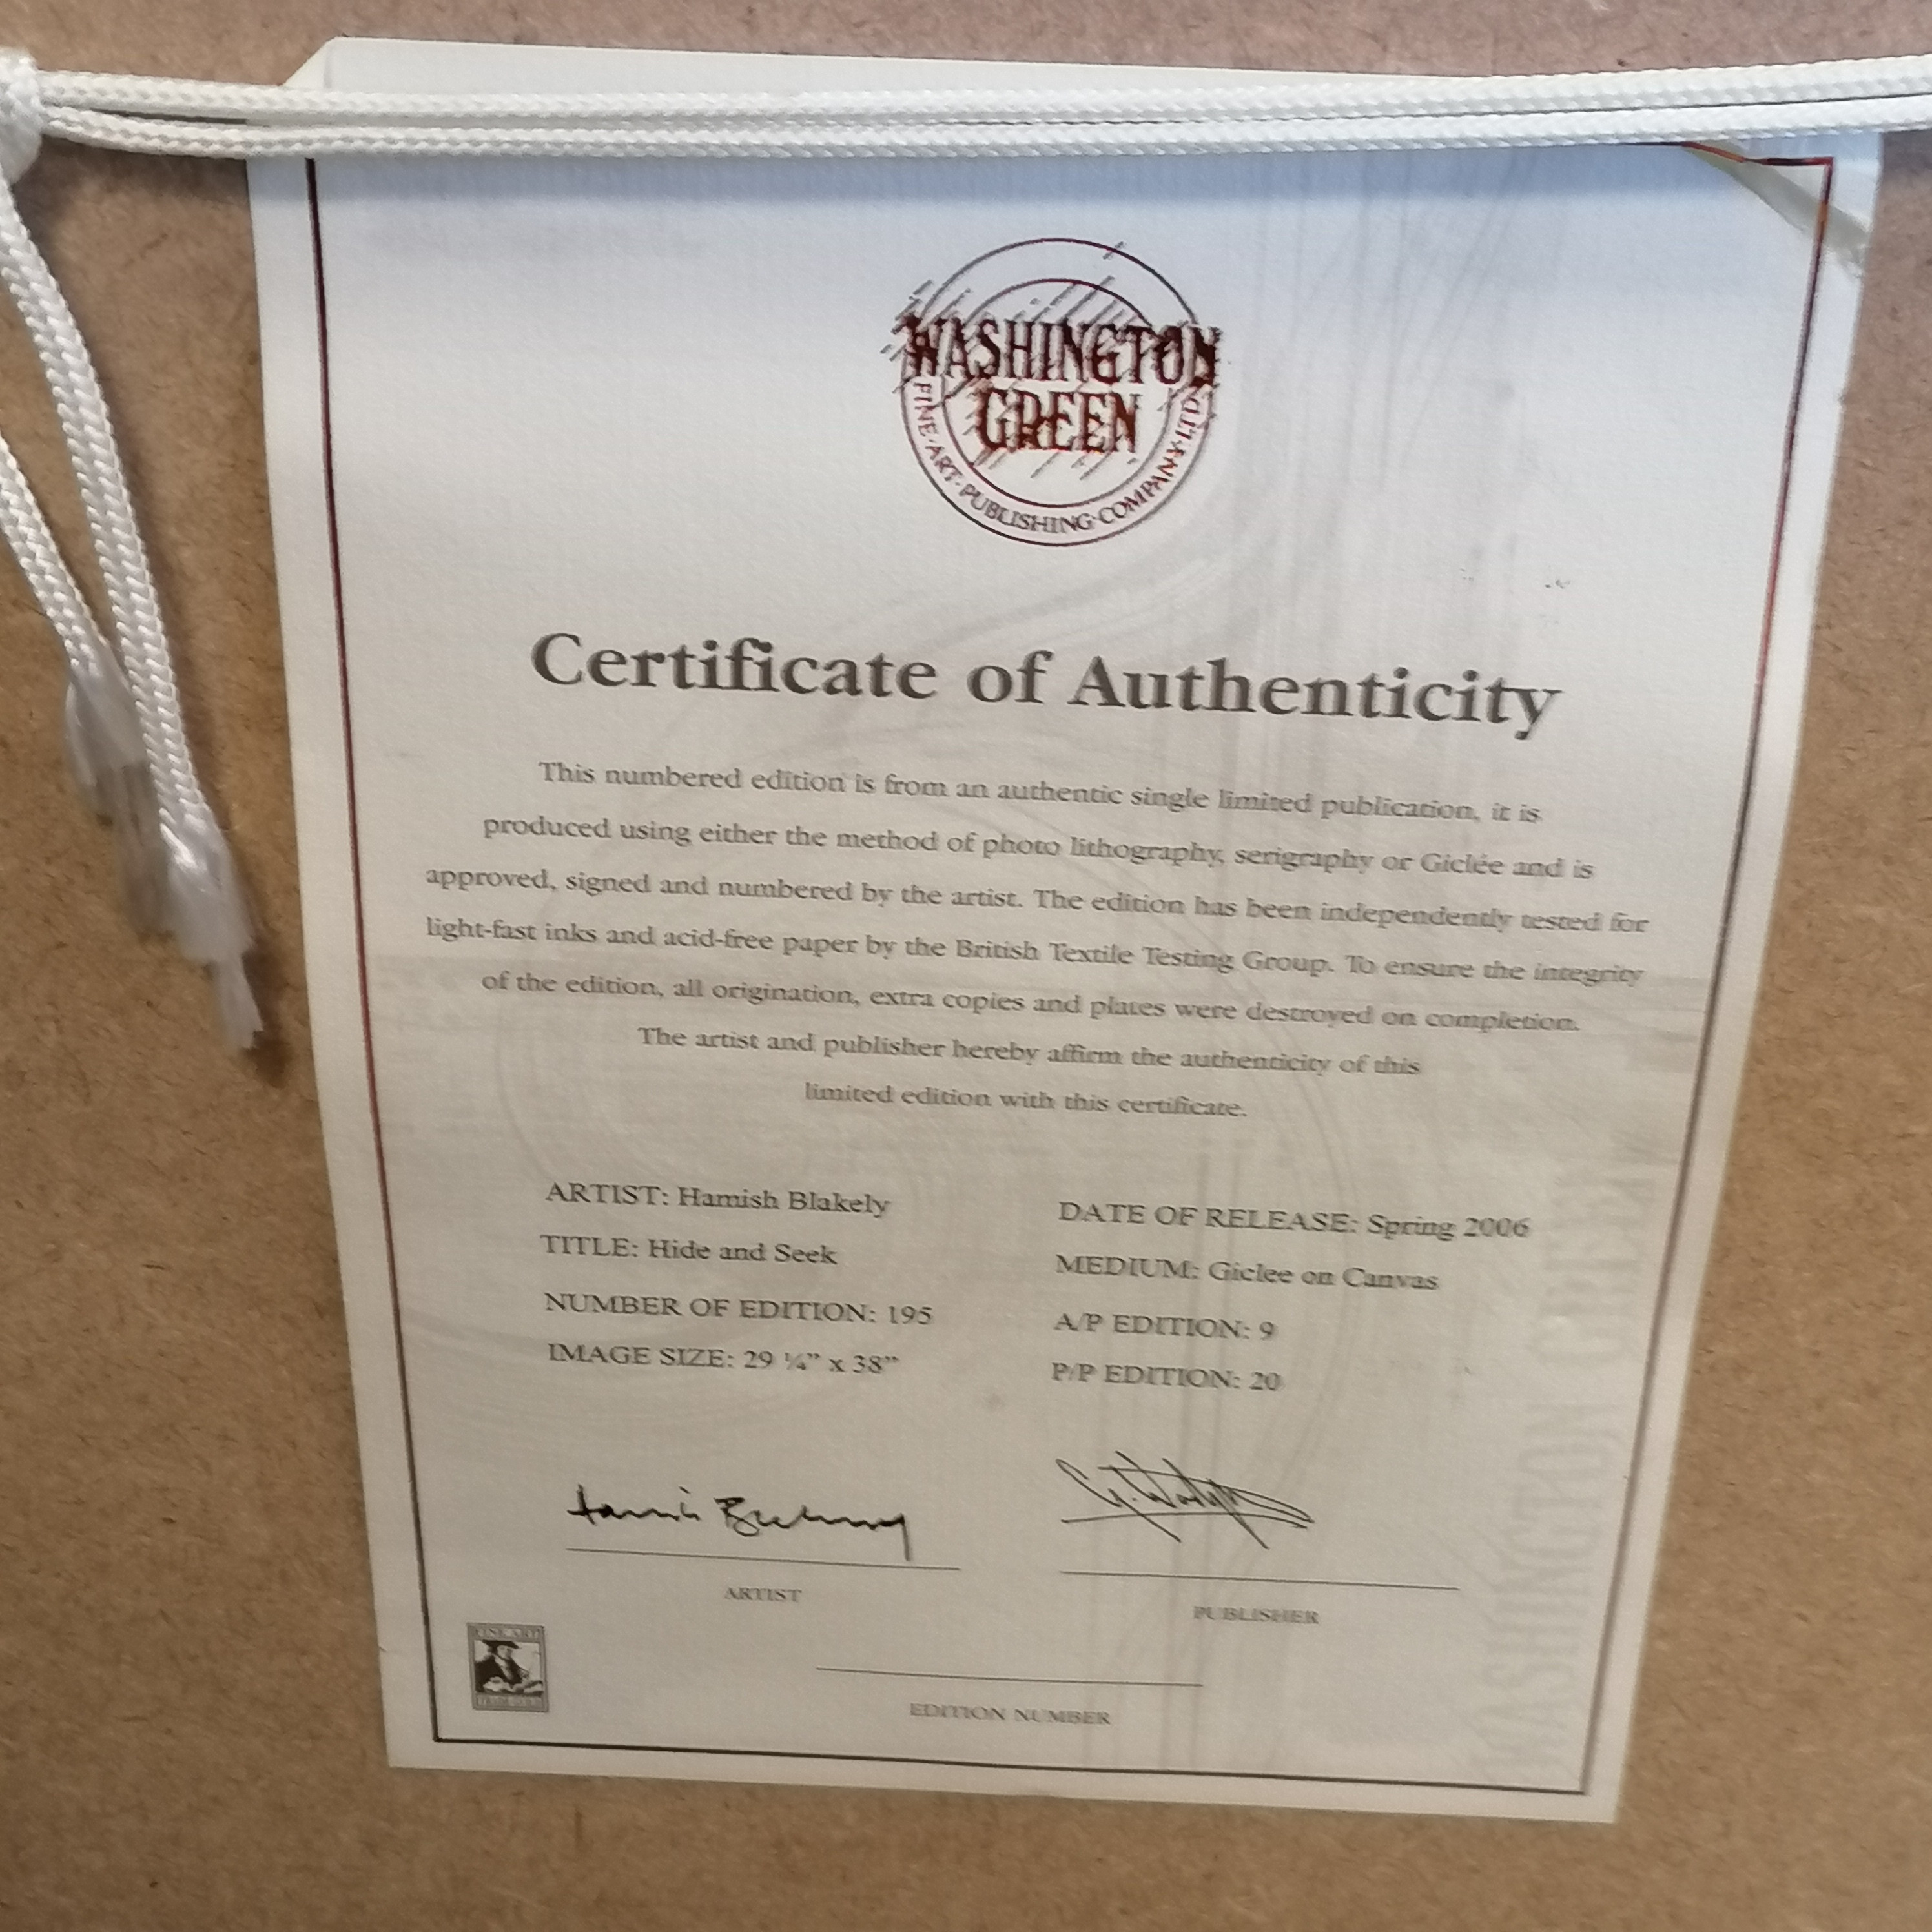 WASHINGTON
GREEN
FINE·ART·PUBLISHING·COMPANY·LTD
Certificate of Authenticity
This numbered edition is from an authentic single limited publication, it is
produced using either the method of photo lithography, serigraphy or Giclée and is
approved, signed and numbered by the artist. The edition has been independently tested for
light-fast inks and acid-free paper by the British Textile Testing Group. To ensure the integrity
of the edition, all origination, extra copies and plates were destroyed on completion.
The artist and publisher hereby affirm the authenticity of this
limited edition with this certificate.
ARTIST: Hamish Blakely
TITLE: Hide and Seek
NUMBER OF EDITION: 195
IMAGE SIZE: 29 ¼” x 38”
DATE OF RELEASE: Spring 2006
MEDIUM: Giclee on Canvas
A/P EDITION: 9
P/P EDITION: 20
ARTIST
PUBLISHER
EDITION NUMBER
FINE ART
WASHINGTON GREEN